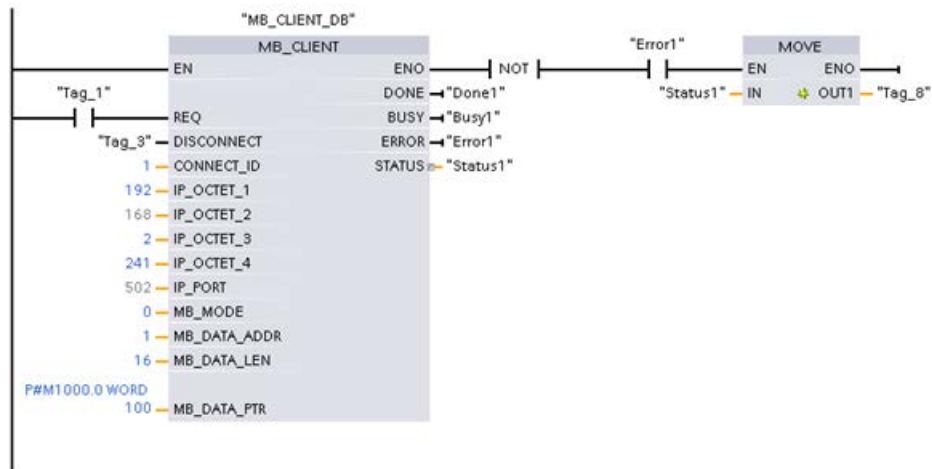 "MB_CLIENT_DB"
MB_CLIENT
"Error1"
MOVE
EN ENO
NOT
EN ENO
"Tag_1"
DONE "Done1"
"Status1" IN OUT1 "Tag_8"
REQ BUSY "Busy1"
"Tag_3" DISCONNECT ERROR "Error1"
1 CONNECT_ID STATUS "Status1"
192 IP_OCTET_1
168 IP_OCTET_2
2 IP_OCTET_3
241 IP_OCTET_4
502 IP_PORT
0 MB_MODE
1 MB_DATA_ADDR
16 MB_DATA_LEN
P#M1000.0 WORD
100 MB_DATA_PTR